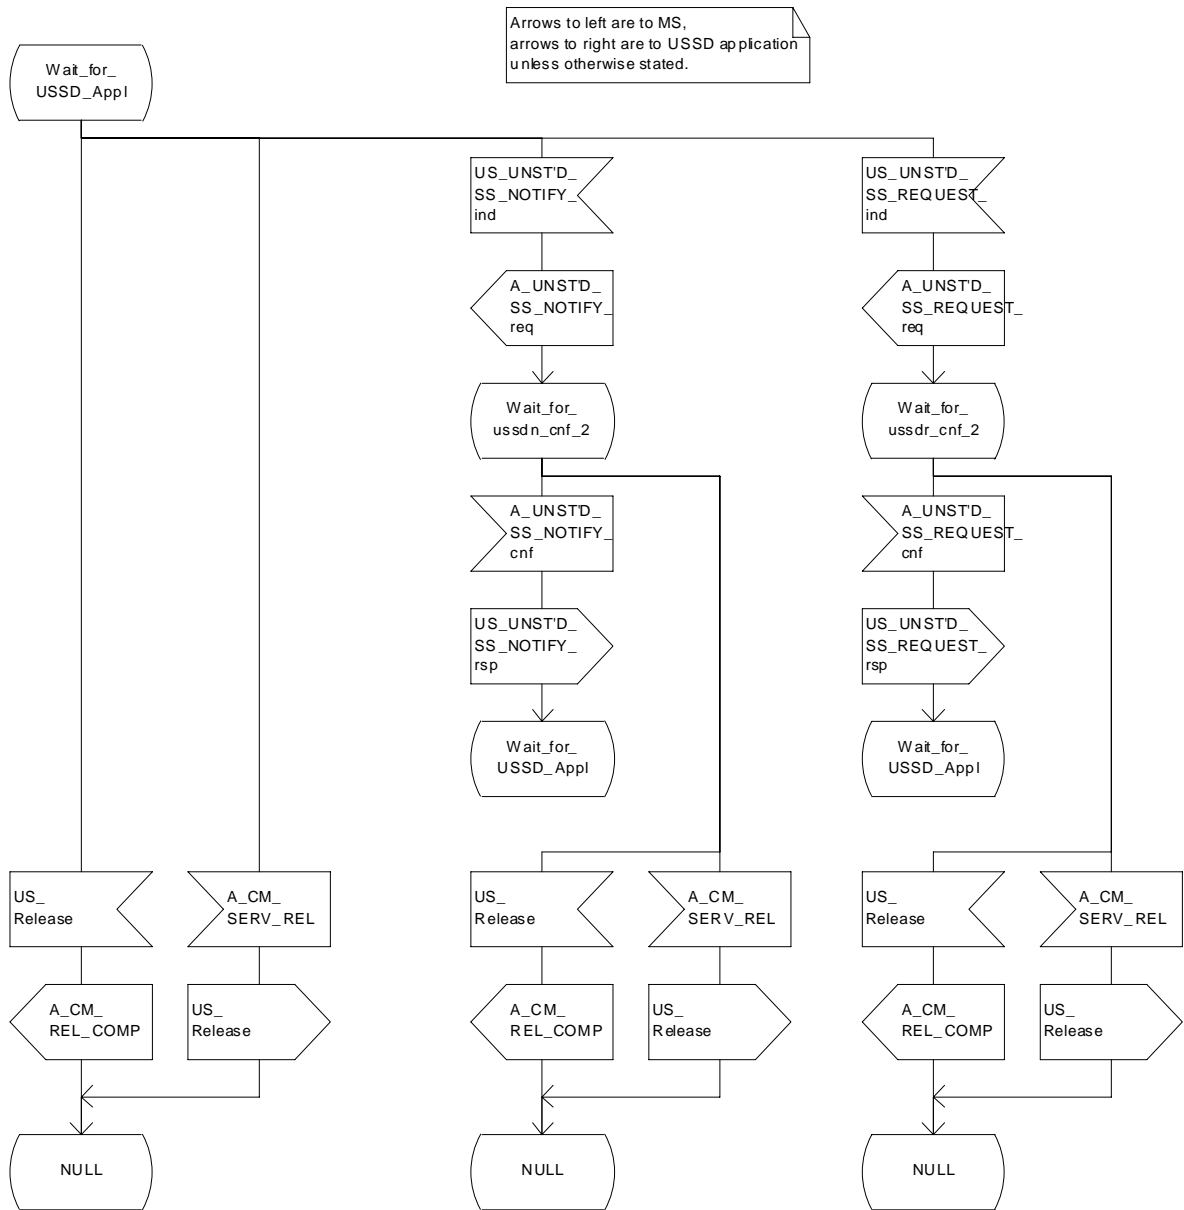 Arrows to left are to MS,
arrows to right are to USSD application
unless otherwise stated.
Wait_for_
USSD_Appl
US_UNST'D_
SS_NOTIFY_
ind
US_UNST'D_
SS_REQUEST_
ind
A_UNST'D_
SS_NOTIFY_
req
A_UNST'D_
SS_REQUEST_
req
Wait_for_
ussdn_cnf_2
Wait_for_
ussdr_cnf_2
A_UNST'D_
SS_NOTIFY_
cnf
A_UNST'D_
SS_REQUEST_
cnf
US_UNST'D_
SS_NOTIFY_
rsp
US_UNST'D_
SS_REQUEST_
rsp
Wait_for_
USSD_Appl
Wait_for_
USSD_Appl
US_
Release
A_CM_
SERV_REL
US_
Release
A_CM_
SERV_REL
US_
Release
A_CM_
SERV_REL
A_CM_
REL_COMP
US_
Release
A_CM_
REL_COMP
US_
Release
A_CM_
REL_COMP
US_
Release
NULL
NULL
NULL